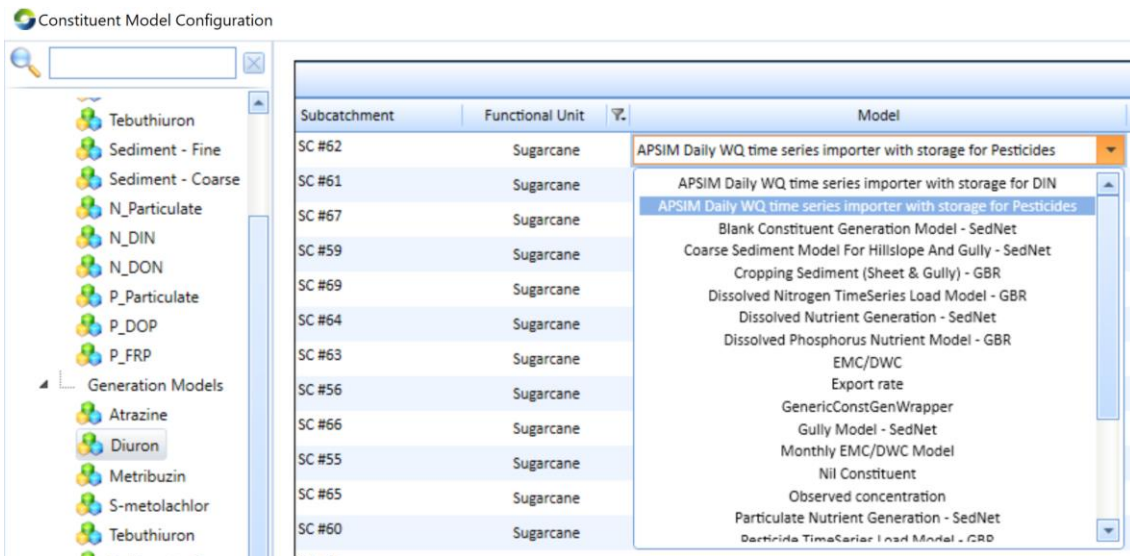 Constituent Model Configuration
Tebuthiuron
Sediment - Fine
Sediment - Coarse
N_Particulate
N_DIN
N_DON
P_Particulate
P_DOP
P_FRP
Generation Models
Atrazine
Diuron
Metribuzin
S-metolachlor
Tebuthiuron
Subcatchment Functional Unit Model
SC #62 Sugarcane APSIM Daily WQ time series importer with storage for Pesticides
SC #61 Sugarcane
SC #67 Sugarcane
SC #59 Sugarcane
SC #69 Sugarcane
SC #64 Sugarcane
SC #63 Sugarcane
SC #56 Sugarcane
SC #66 Sugarcane
SC #55 Sugarcane
SC #65 Sugarcane
SC #60 Sugarcane
APSIM Daily WQ time series importer with storage for DIN
APSIM Daily WQ time series importer with storage for Pesticides
Blank Constituent Generation Model - SedNet
Coarse Sediment Model For Hillslope And Gully - SedNet
Cropping Sediment (Sheet & Gully) - GBR
Dissolved Nitrogen TimeSeries Load Model - GBR
Dissolved Nutrient Generation - SedNet
Dissolved Phosphorus Nutrient Model - GBR
EMC/DWC
Export rate
GenericConstGenWrapper
Gully Model - SedNet
Monthly EMC/DWC Model
Nil Constituent
Observed concentration
Particulate Nutrient Generation - SedNet
Pesticide TimeSeries Load Model - GBR